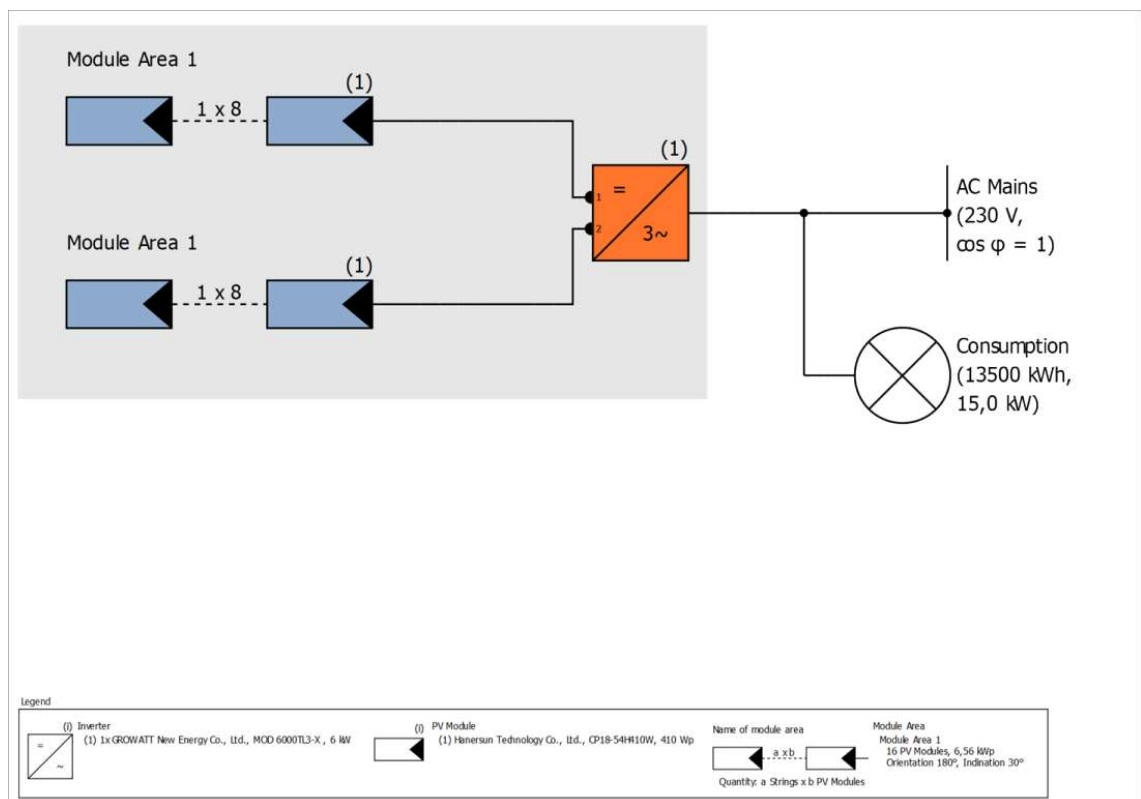 Module Area 1
(1)
1 x 8
(1)
=
1
2
3~
Module Area 1
(1)
1 x 8
AC Mains
(230 V,
cos φ = 1)
Consumption
(13500 kWh,
15,0 kW)
Legend
(i) Inverter
(1) 1x GROWATT New Energy Co., Ltd., MOD 6000TL3-X , 6 kW
=
~
(i) PV Module
(1) Hanersun Technology Co., Ltd., CP18-54H410W, 410 Wp
Name of module area
a x b
Quantity: a Strings x b PV Modules
Module Area
Module Area 1
16 PV Modules, 6,56 kWp
Orientation 180°, Inclination 30°